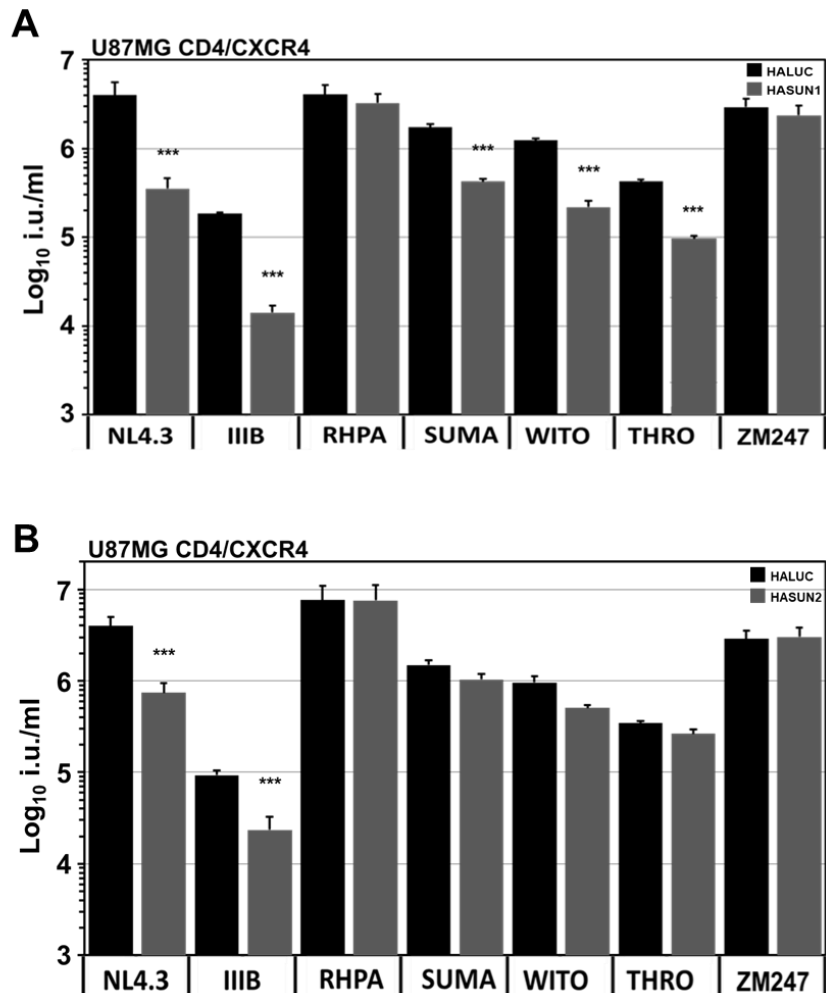 A
U87MG CD4/CXCR4
HALUC
HASUN1
Log10 i.u./ml
7
6
5
4
3
***
***
***
***
***
NL4.3 IIIB RHPA SUMA WITO THRO ZM247
B
U87MG CD4/CXCR4
HALUC
HASUN2
Log10 i.u./ml
7
6
5
4
3
***
***
NL4.3 IIIB RHPA SUMA WITO THRO ZM247